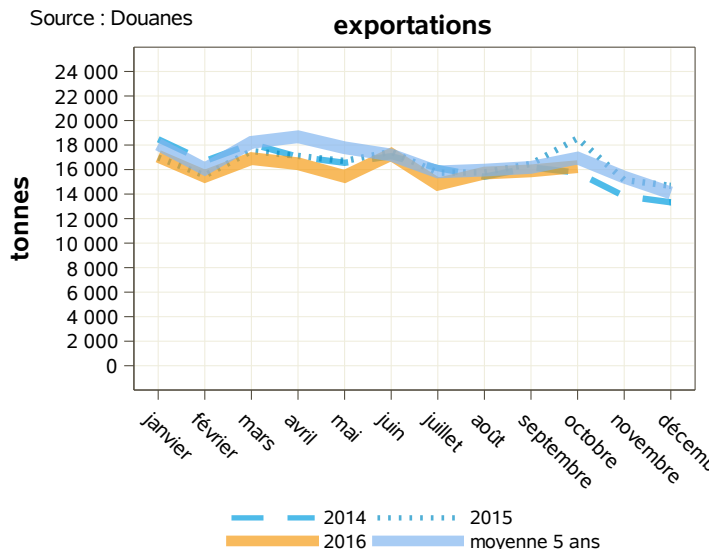 Source : Douanes
exportations
tonnes
24 000
22 000
20 000
18 000
16 000
14 000
12 000
10 000
8 000
6 000
4 000
2 000
0
janvier
février
mars
avril
mai
juin
juillet
août
septembre
octobre
novembre
décemb
2014
2015
2016
moyenne 5 ans